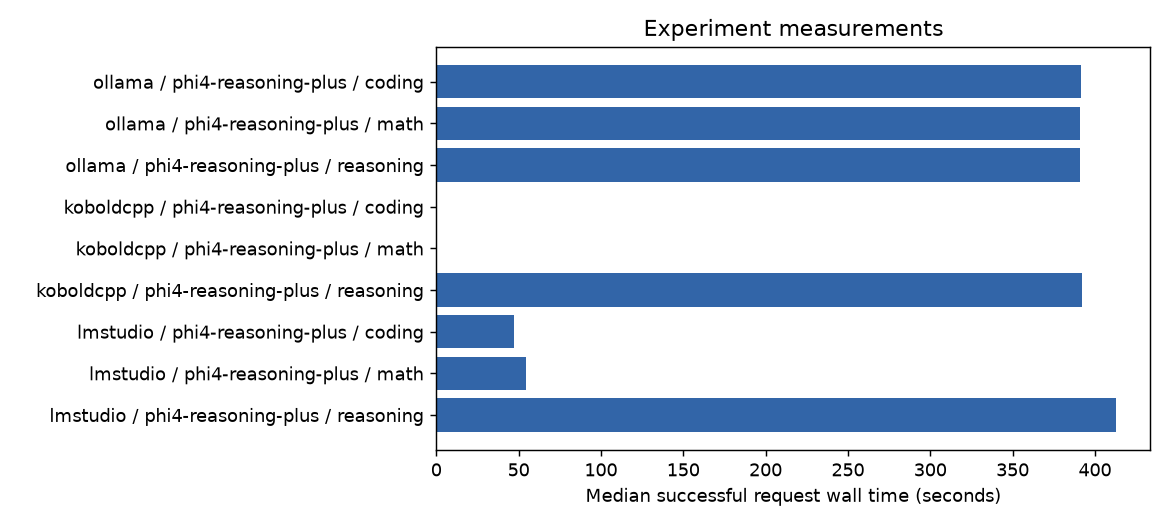 Experiment measurements
ollama / phi4-reasoning-plus / coding
ollama / phi4-reasoning-plus / math
ollama / phi4-reasoning-plus / reasoning
koboldcpp / phi4-reasoning-plus / coding
koboldcpp / phi4-reasoning-plus / math
koboldcpp / phi4-reasoning-plus / reasoning
lmstudio / phi4-reasoning-plus / coding
lmstudio / phi4-reasoning-plus / math
lmstudio / phi4-reasoning-plus / reasoning
0 50 100 150 200 250 300 350 400
Median successful request wall time (seconds)